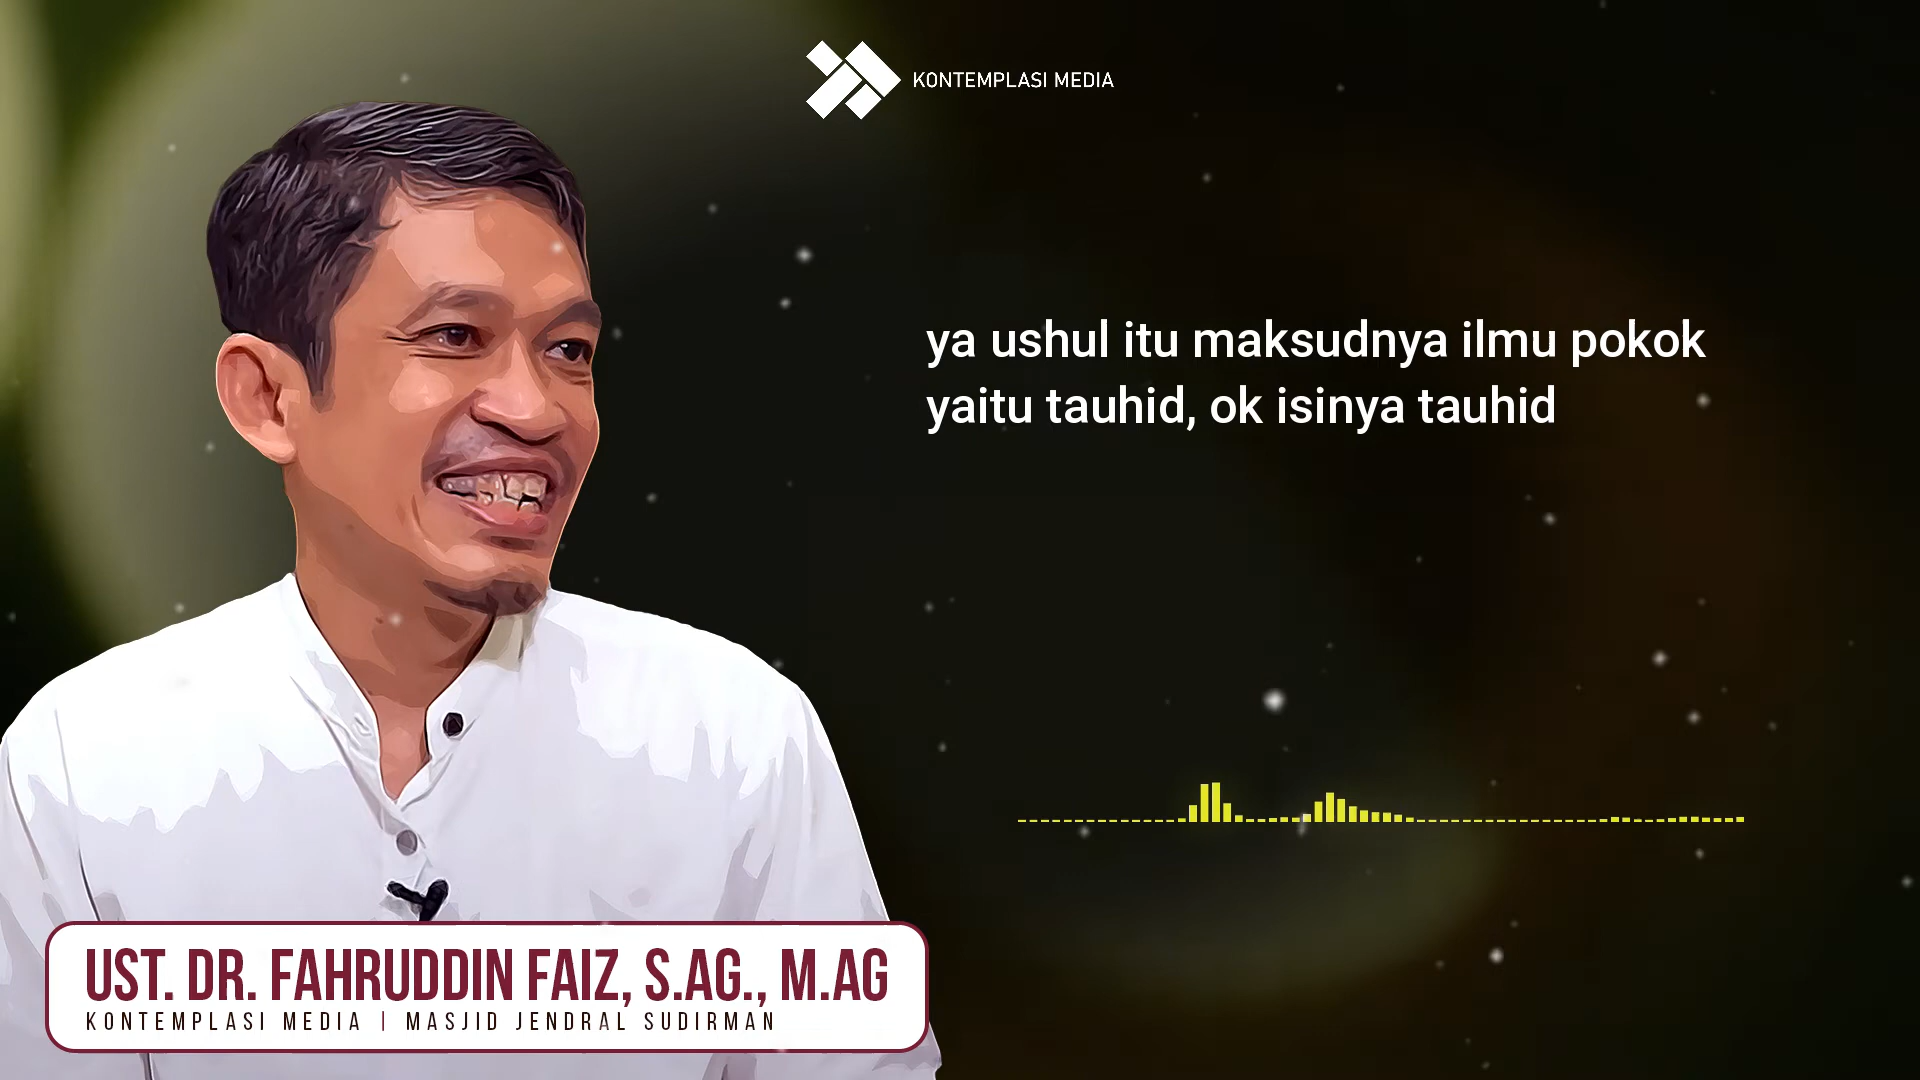 KONTEMPLASI MEDIA
ya ushul itu maksudnya ilmu pokok
yaitu tauhid, ok isinya tauhid
UST. DR. FAHRUDDIN FAIZ, S.AG., M.AG
KONTEMPLASI MEDIA | MASJID JENDRAL SUDIRMAN